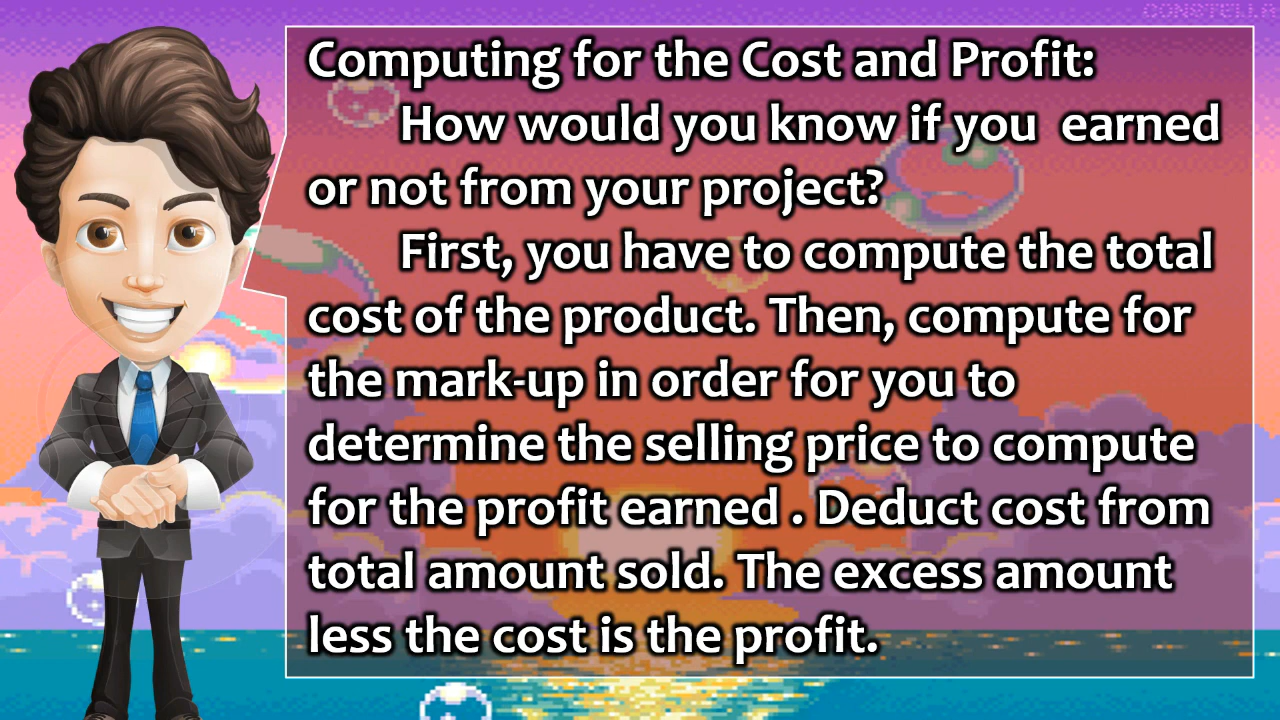 Computing for the Cost and Profit:
How would you know if you earned
or not from your project?
First, you have to compute the total
cost of the product. Then, compute for
the mark-up in order for you to
determine the selling price to compute
for the profit earned . Deduct cost from
total amount sold. The excess amount
less the cost is the profit.